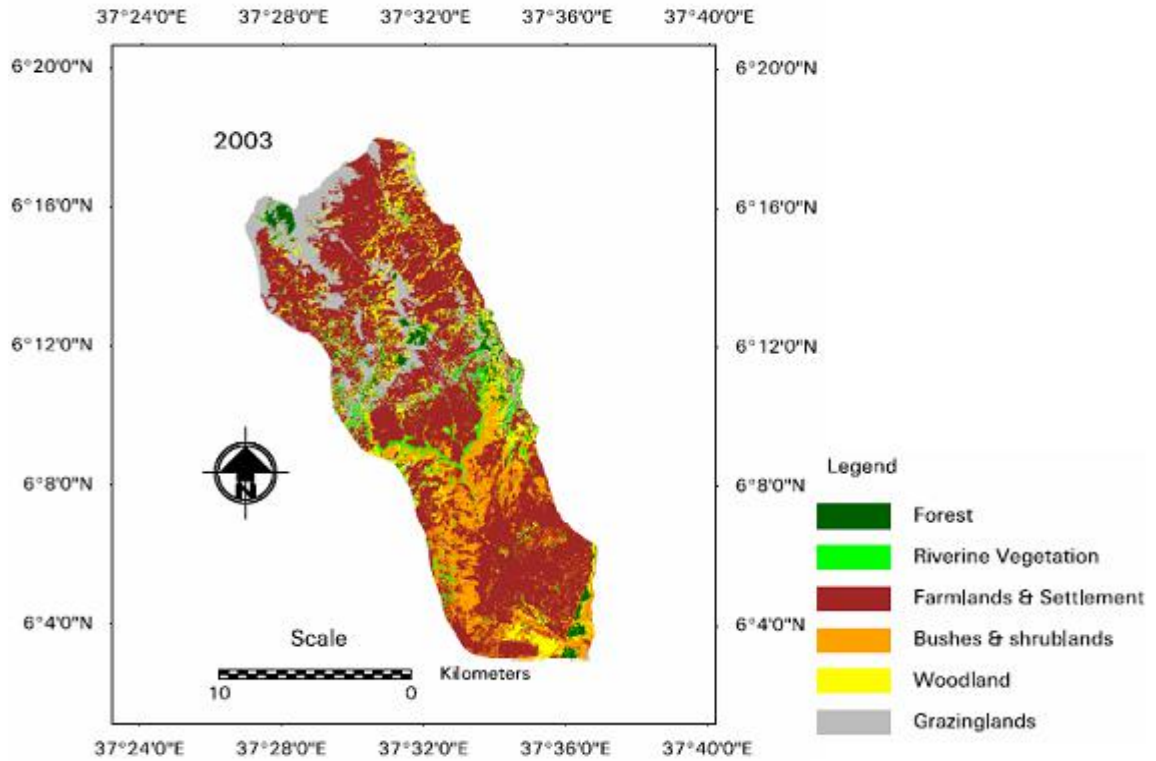 37°24'0"E 37°28'0"E 37°32'0"E 37°36'0"E 37°40'0"E
6°20'0"N 6°20'0"N
2003
6°16'0"N 6°16'0"N
6°12'0"N 6°12'0"N
N
6°8'0"N 6°8'0"N
6°4'0"N 6°4'0"N
Scale
Kilometers
10 0
37°24'0"E 37°28'0"E 37°32'0"E 37°36'0"E 37°40'0"E
Legend
Forest
Riverine Vegetation
Farmlands & Settlement
Bushes & shrublands
Woodland
Grazinglands